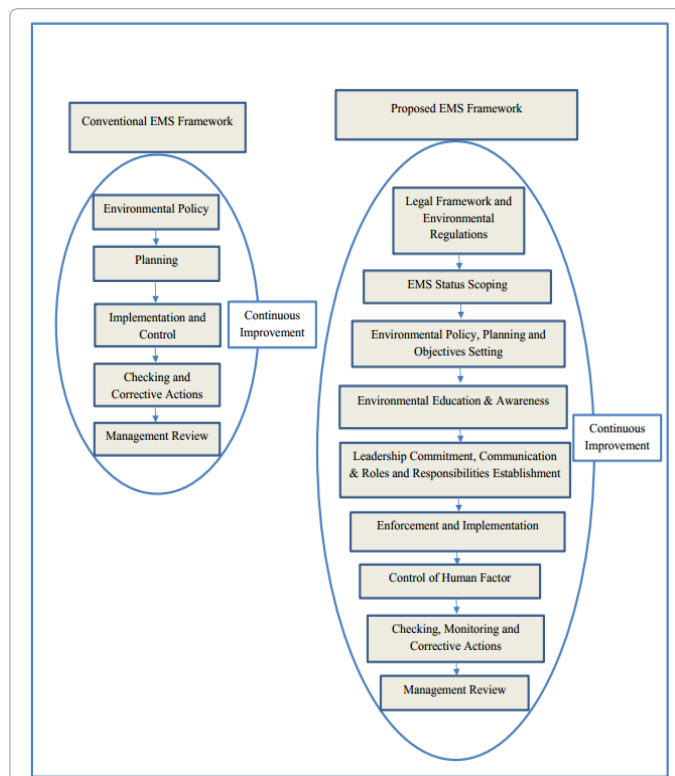 Conventional EMS Framework
Environmental Policy
Planning
Implementation and
Control
Checking and
Corrective Actions
Management Review
Continuous
Improvement
Proposed EMS Framework
Legal Framework and
Environmental
Regulations
EMS Status Scoping
Environmental Policy, Planning and
Objectives Setting
Environmental Education & Awareness
Leadership Commitment, Communication
& Roles and Responsibilities Establishment
Enforcement and Implementation
Control of Human Factor
Checking, Monitoring and
Corrective Actions
Management Review
Continuous
Improvement